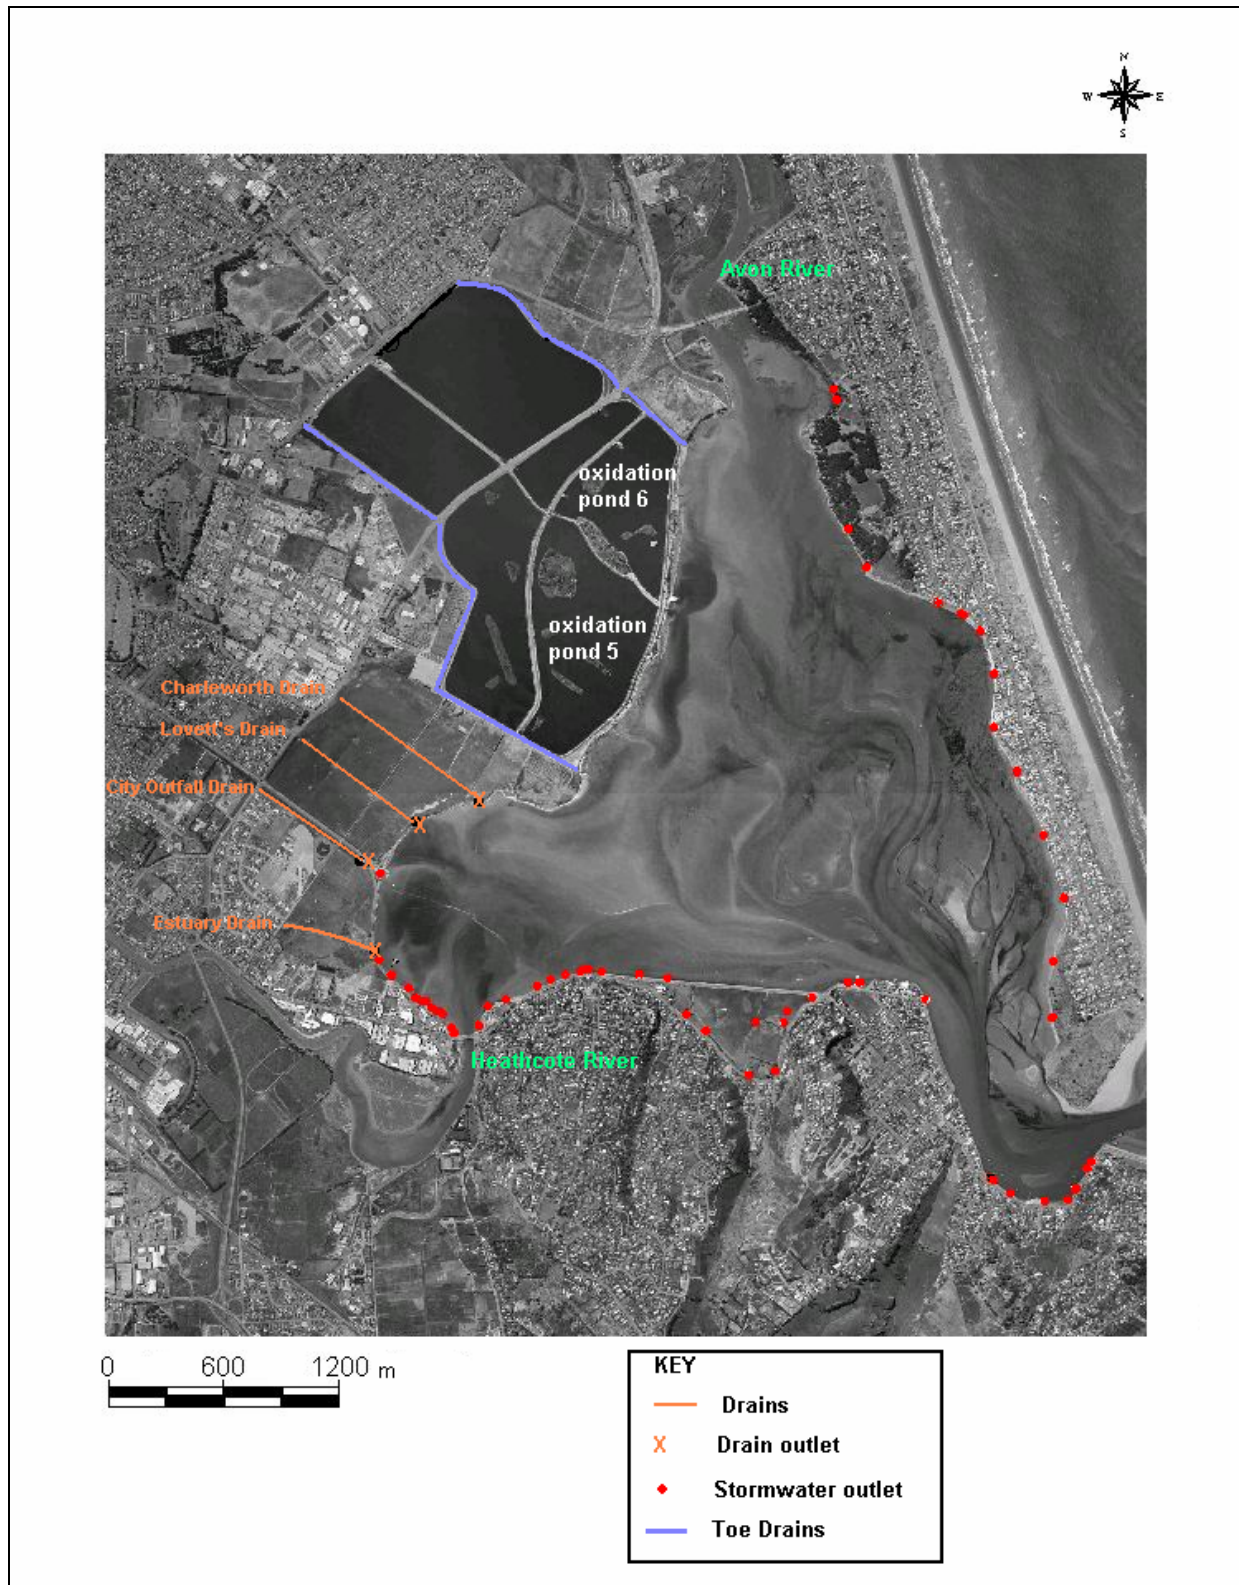 N
W E
S
Avon River
oxidation
pond 6
oxidation
pond 5
Charlesworth Drain
Lovett's Drain
City Outfall Drain
Estuary Drain
Heathcote River
0 600 1200 m
KEY
Drains
X Drain outlet
Stormwater outlet
Toe Drains